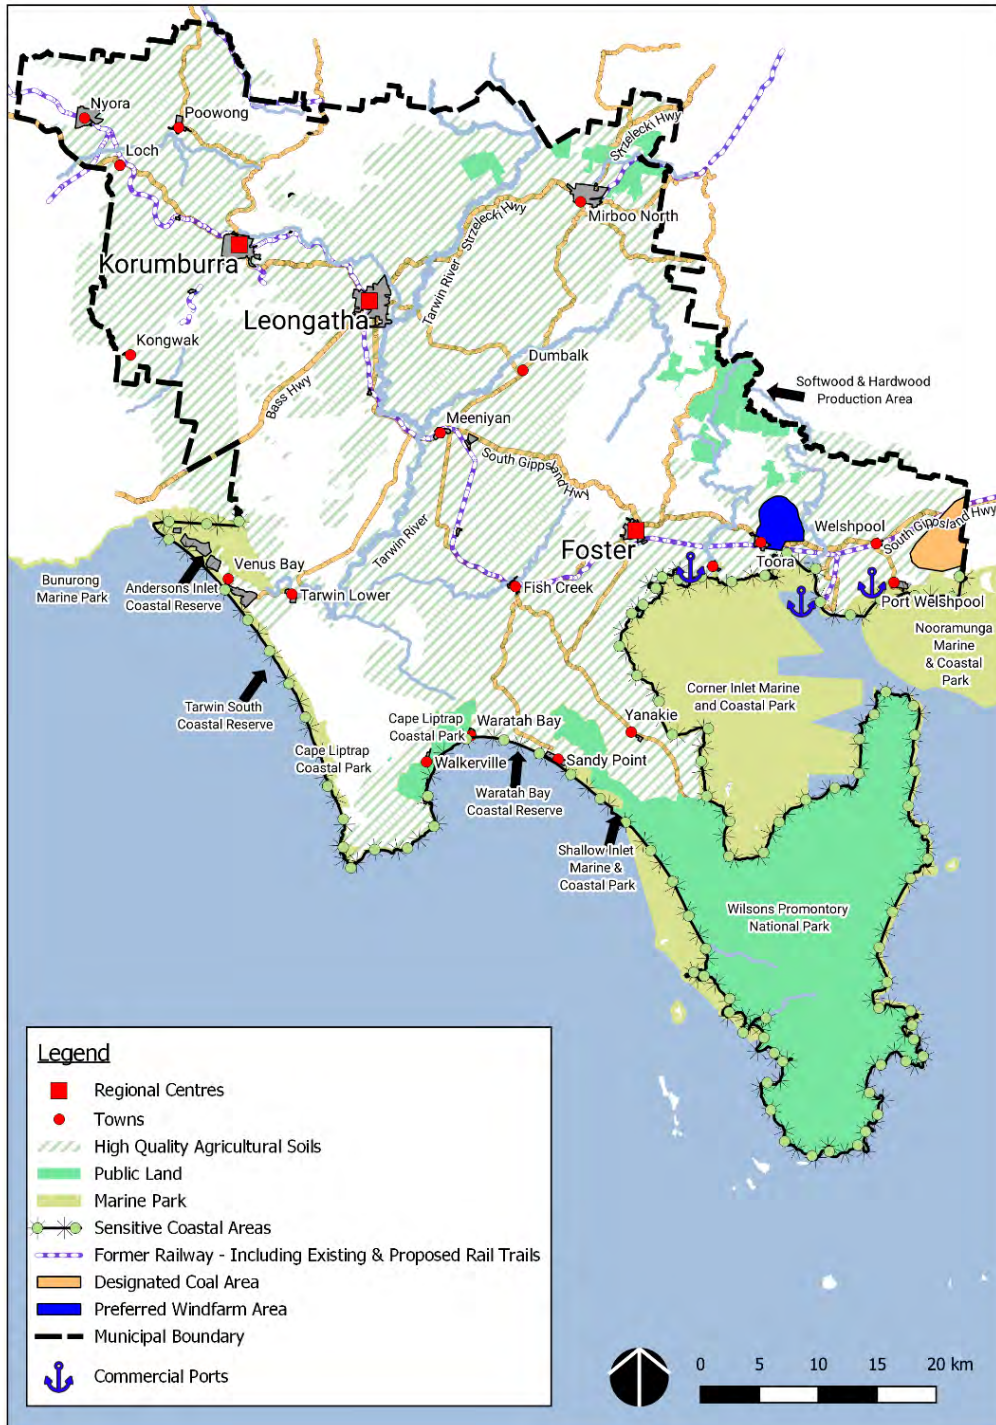 Strzelecki Hwy
Nyora
Poowong
Loch
Mirboo North
Strzelecki Hwy
Korumburra
Tarwin River
Leongatha
Kongwak
Dumbalk
Bass Hwy
Softwood & Hardwood
Production Area
Meeniyan
South Gippsland Hwy
Tarwin River
Foster
Welshpool
South Gippsland Hwy
Toora
Bunurong
Marine Park
Venus Bay
Andersons Inlet
Coastal Reserve
Tarwin Lower
Fish Creek
Port Welshpool
Nooramunga
Marine
& Coastal
Park
Tarwin South
Coastal Reserve
Cape Liptrap
Coastal Park
Waratah Bay
Yanakie
Corner Inlet Marine
and Coastal Park
Cape Liptrap
Coastal Park
Walkerville
Sandy Point
Waratah Bay
Coastal Reserve
Shallow Inlet
Marine &
Coastal Park
Wilsons Promontory
National Park
Legend
Regional Centres
Towns
High Quality Agricultural Soils
Public Land
Marine Park
Sensitive Coastal Areas
Former Railway - Including Existing & Proposed Rail Trails
Designated Coal Area
Preferred Windfarm Area
Municipal Boundary
Commercial Ports
0 5 10 15 20 km